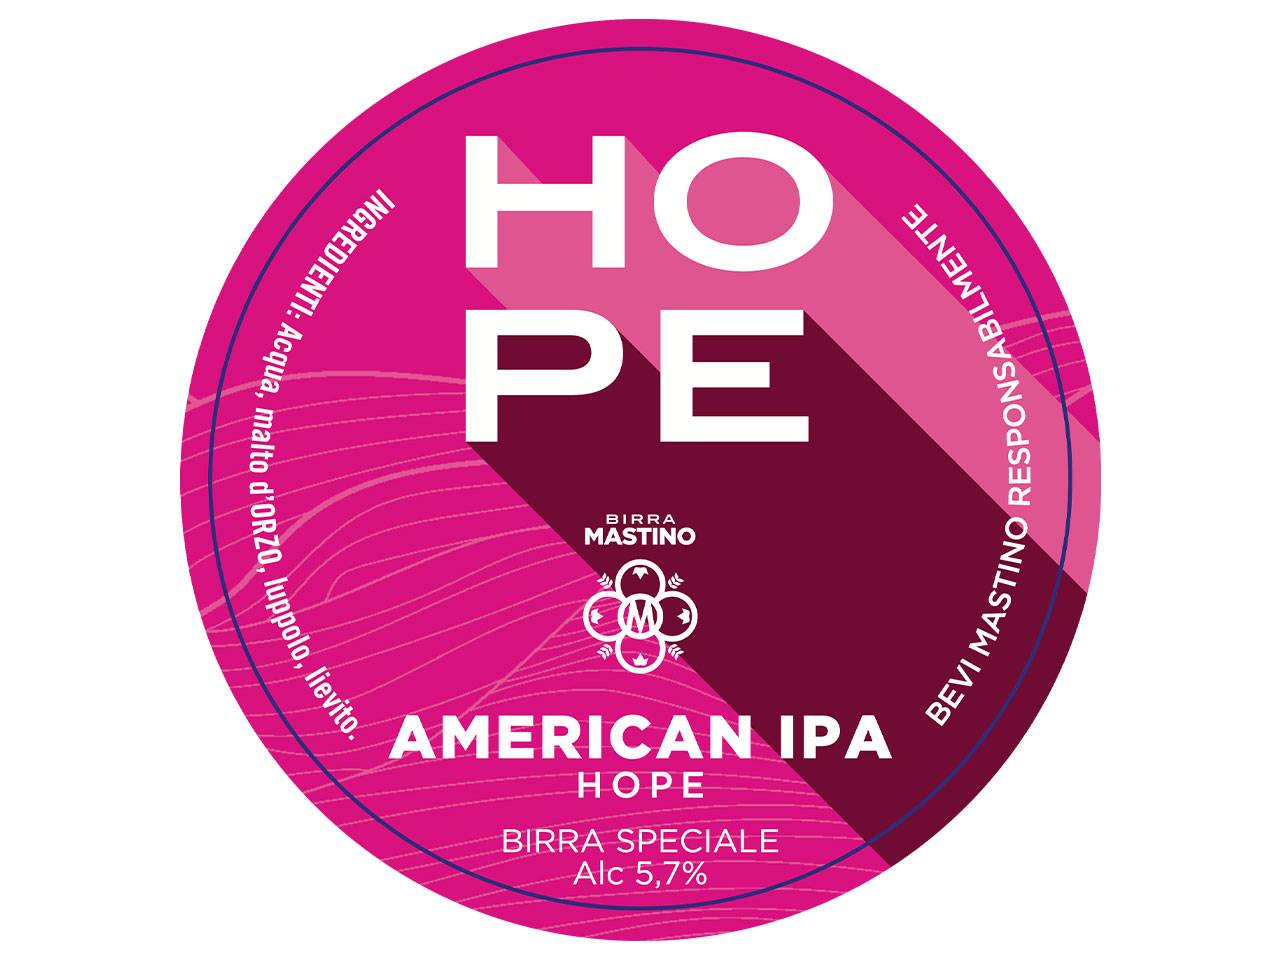 HO
PE
INGREDIENTI: Acqua, malto d'ORZO, luppolo, lievito.
BEVI MASTINO RESPONSABILMENTE
BIRRA
MASTINO
M
AMERICAN IPA
HOPE
BIRRA SPECIALE
Alc 5,7%